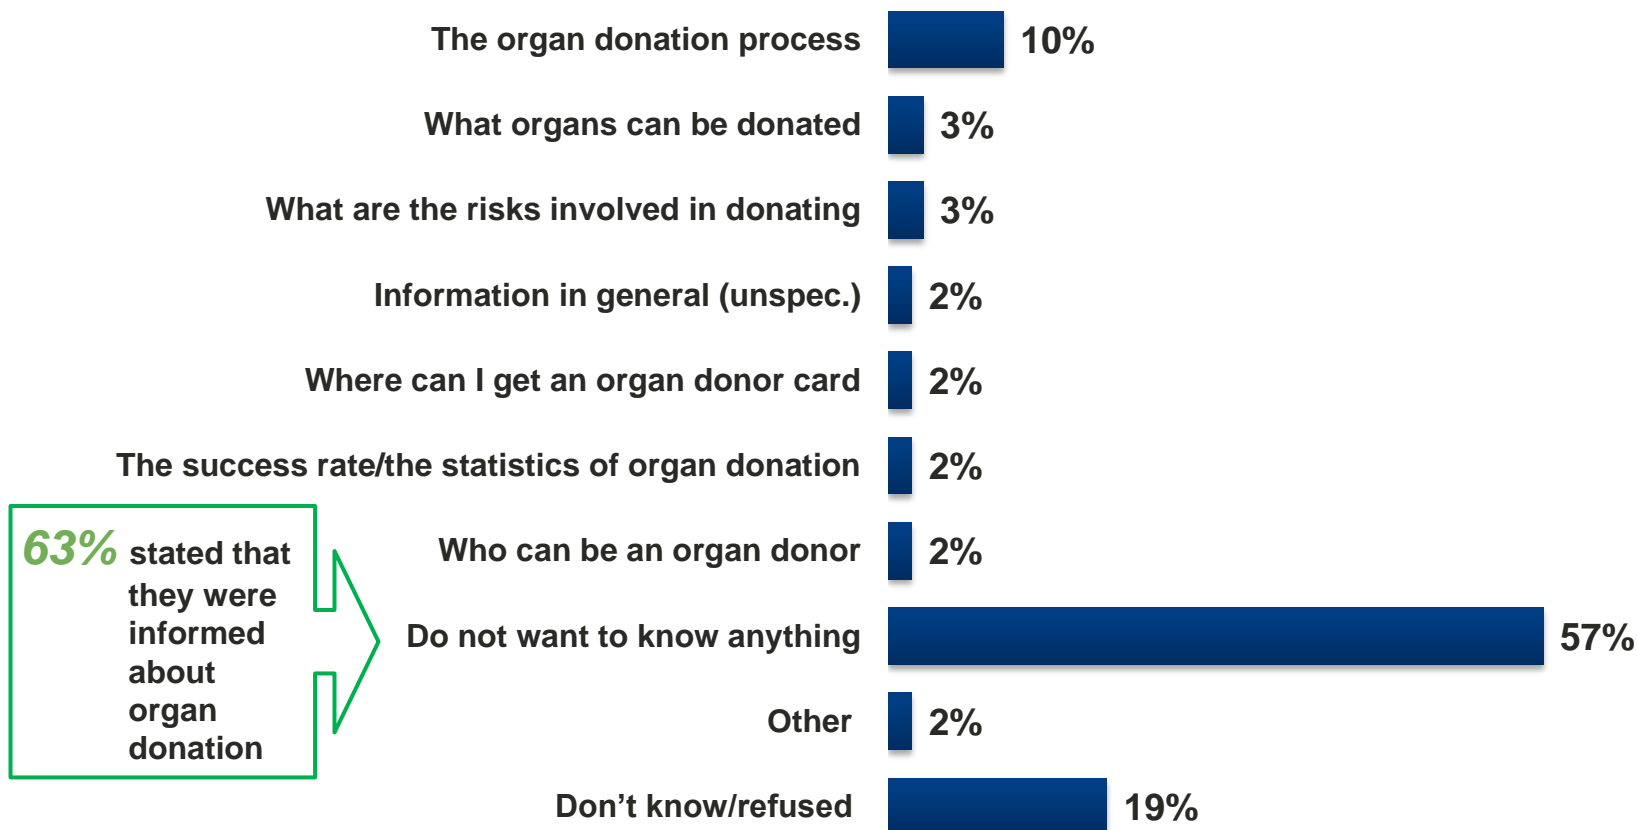 The organ donation process 10%
What organs can be donated 3%
What are the risks involved in donating 3%
Information in general (unspec.) 2%
Where can I get an organ donor card 2%
The success rate/the statistics of organ donation 2%
Who can be an organ donor 2%
63% stated that
they were
informed
about
organ
donation
Do not want to know anything 57%
Other 2%
Don’t know/refused 19%